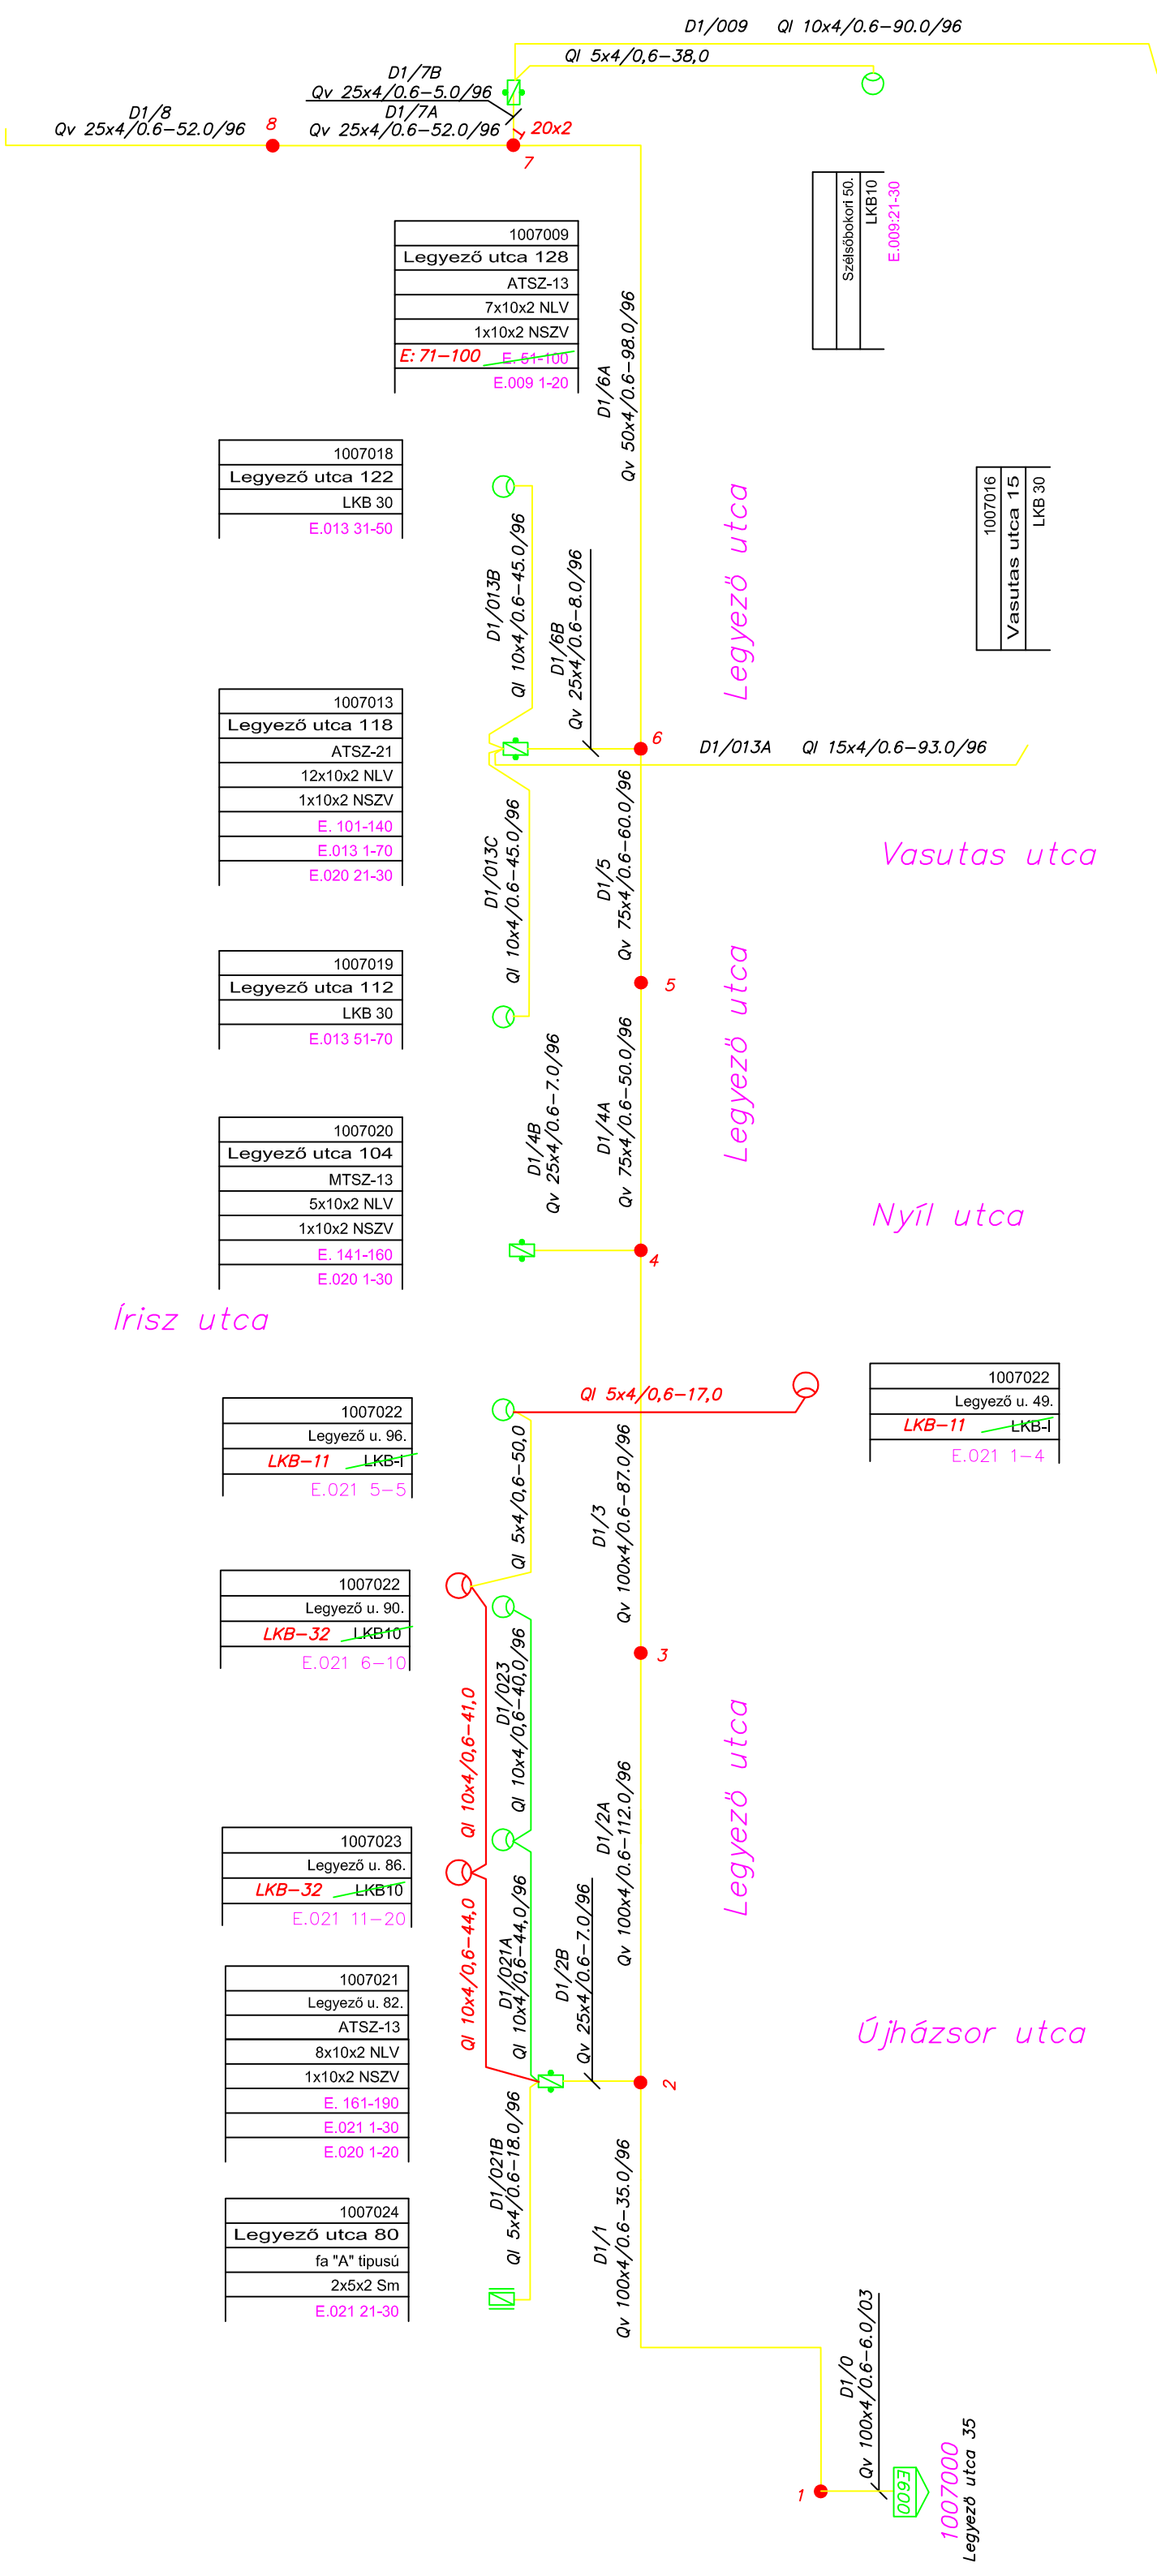 D1/009 Ql 10x4/0.6-90.0/96
Ql 5x4/0,6-38,0
D1/7B
Qv 25x4/0.6-5.0/96
D1/8
Qv 25x4/0.6-52.0/96
8
D1/7A
Qv 25x4/0.6-52.0/96
20x2
7
Szélsőbokori 50.
LKB10
E.009:21-30
1007009
Legyező utca 128
ATSZ-13
7x10x2 NLV
1x10x2 NSZV
E: 71-100 E. 51-100
E.009 1-20
D1/6A
Qv 50x4/0.6-98.0/96
1007018
Legyező utca 122
LKB 30
E.013 31-50
D1/013B
Ql 10x4/0.6-45.0/96
D1/6B
Qv 25x4/0.6-8.0/96
Legyező utca
1007016
Vasutas utca 15
LKB 30
1007013
Legyező utca 118
ATSZ-21
12x10x2 NLV
1x10x2 NSZV
E. 101-140
E.013 1-70
E.020 21-30
6
D1/013A Ql 15x4/0.6-93.0/96
D1/013C
Ql 10x4/0.6-45.0/96
D1/5
Qv 75x4/0.6-60.0/96
Vasutas utca
1007019
Legyező utca 112
LKB 30
E.013 51-70
5
Legyező utca
D1/4B
Qv 25x4/0.6-7.0/96
D1/4A
Qv 75x4/0.6-50.0/96
1007020
Legyező utca 104
MTSZ-13
5x10x2 NLV
1x10x2 NSZV
E. 141-160
E.020 1-30
4
Nyíl utca
Írisz utca
Ql 5x4/0,6-17,0
1007022
Legyező u. 49.
LKB-11 LKB-I
E.021 1-4
1007022
Legyező u. 96.
LKB-11 LKB-I
E.021 5-5
Ql 5x4/0,6-50,0
D1/3
Qv 100x4/0.6-87.0/96
1007022
Legyező u. 90.
LKB-32 LKB10
E.021 6-10
3
Ql 10x4/0,6-41,0
D1/023
Ql 10x4/0,6-40,0/96
D1/2A
Qv 100x4/0.6-112.0/96
Legyező utca
1007023
Legyező u. 86.
LKB-32 LKB10
E.021 11-20
Ql 10x4/0,6-44,0
D1/021A
Ql 10x4/0,6-44,0/96
D1/2B
Qv 25x4/0.6-7.0/96
1007021
Legyező u. 82.
ATSZ-13
8x10x2 NLV
1x10x2 NSZV
E. 161-190
E.021 1-30
E.020 1-20
Újházsor utca
2
D1/021B
Ql 5x4/0.6-18.0/96
D1/1
Qv 100x4/0.6-35.0/96
1007024
Legyező utca 80
fa "A" tipusú
2x5x2 Sm
E.021 21-30
D1/0
Qv 100x4/0.6-6.0/03
1
E600
1007000
Legyező utca 35